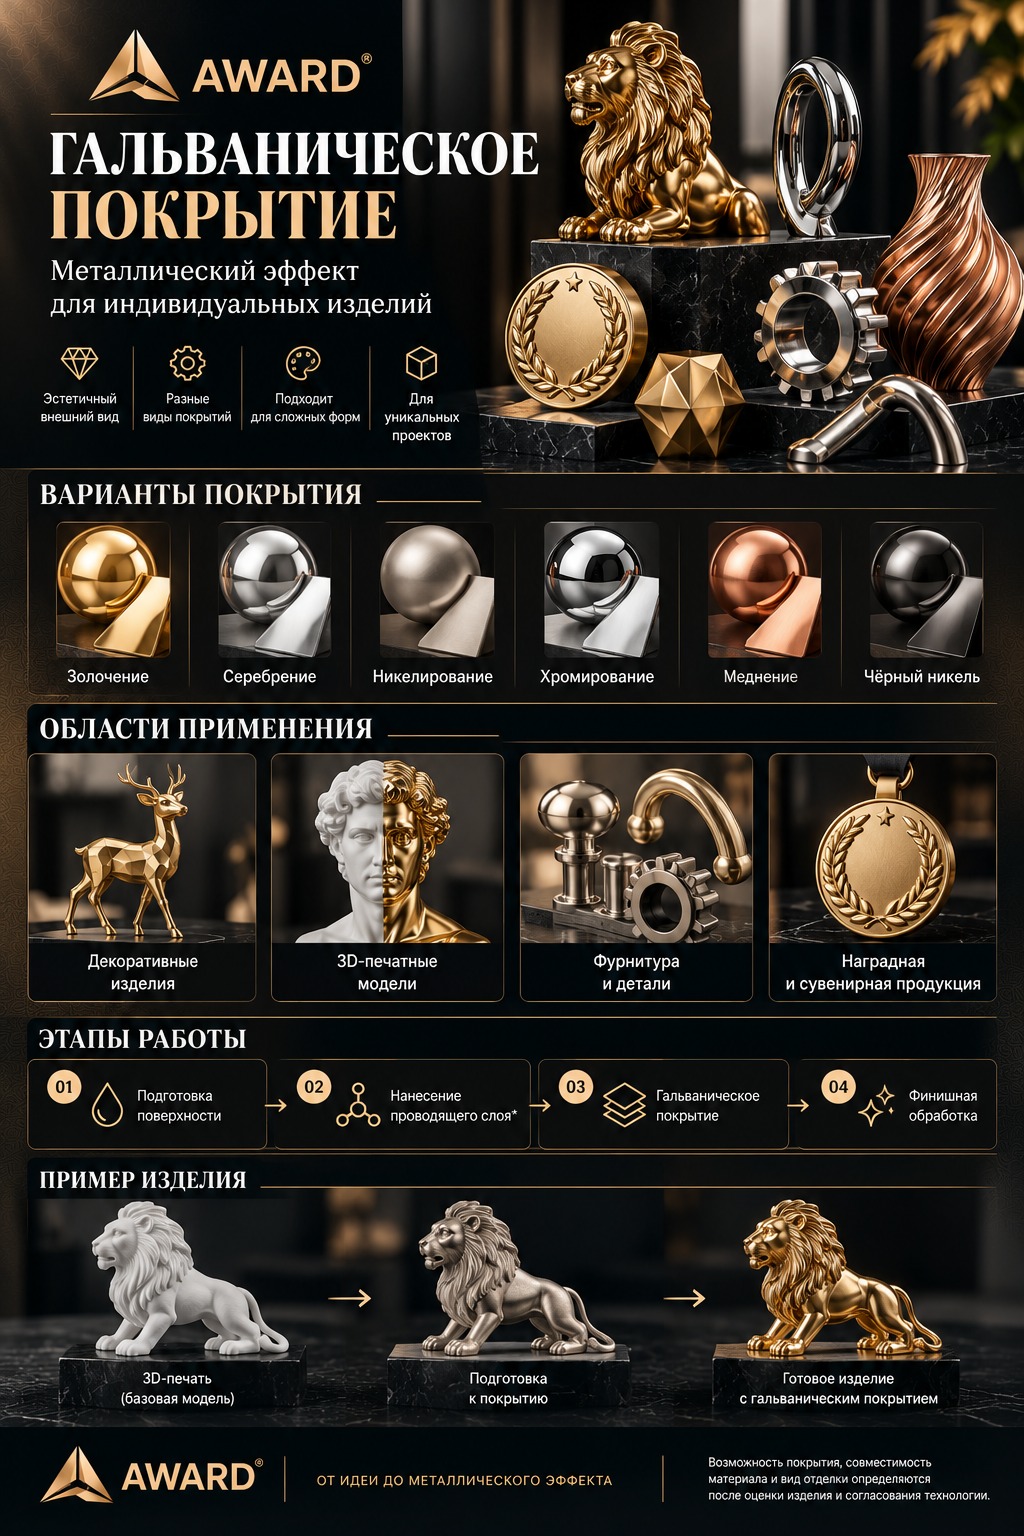 AWARD®
ГАЛЬВАНИЧЕСКОЕ
ПОКРЫТИЕ
Металлический эффект
для индивидуальных изделий
Эстетичный
внешний вид
Разные
виды покрытий
Подходит
для сложных форм
Для
уникальных
проектов
ВАРИАНТЫ ПОКРЫТИЯ
Золочение
Серебрение
Никелирование
Хромирование
Меднение
Чёрный никель
ОБЛАСТИ ПРИМЕНЕНИЯ
Декоративные
изделия
3D-печатные
модели
Фурнитура
и детали
Наградная
и сувенирная продукция
ЭТАПЫ РАБОТЫ
01
Подготовка
поверхности
02
Нанесение
проводящего слоя*
03
Гальваническое
покрытие
04
Финишная
обработка
ПРИМЕР ИЗДЕЛИЯ
3D-печать
(базовая модель)
Подготовка
к покрытию
Готовое изделие
с гальваническим покрытием
AWARD®
ОТ ИДЕИ ДО МЕТАЛЛИЧЕСКОГО ЭФФЕКТА
Возможность покрытия, совместимость
материала и вид отделки определяются
после оценки изделия и согласования технологии.